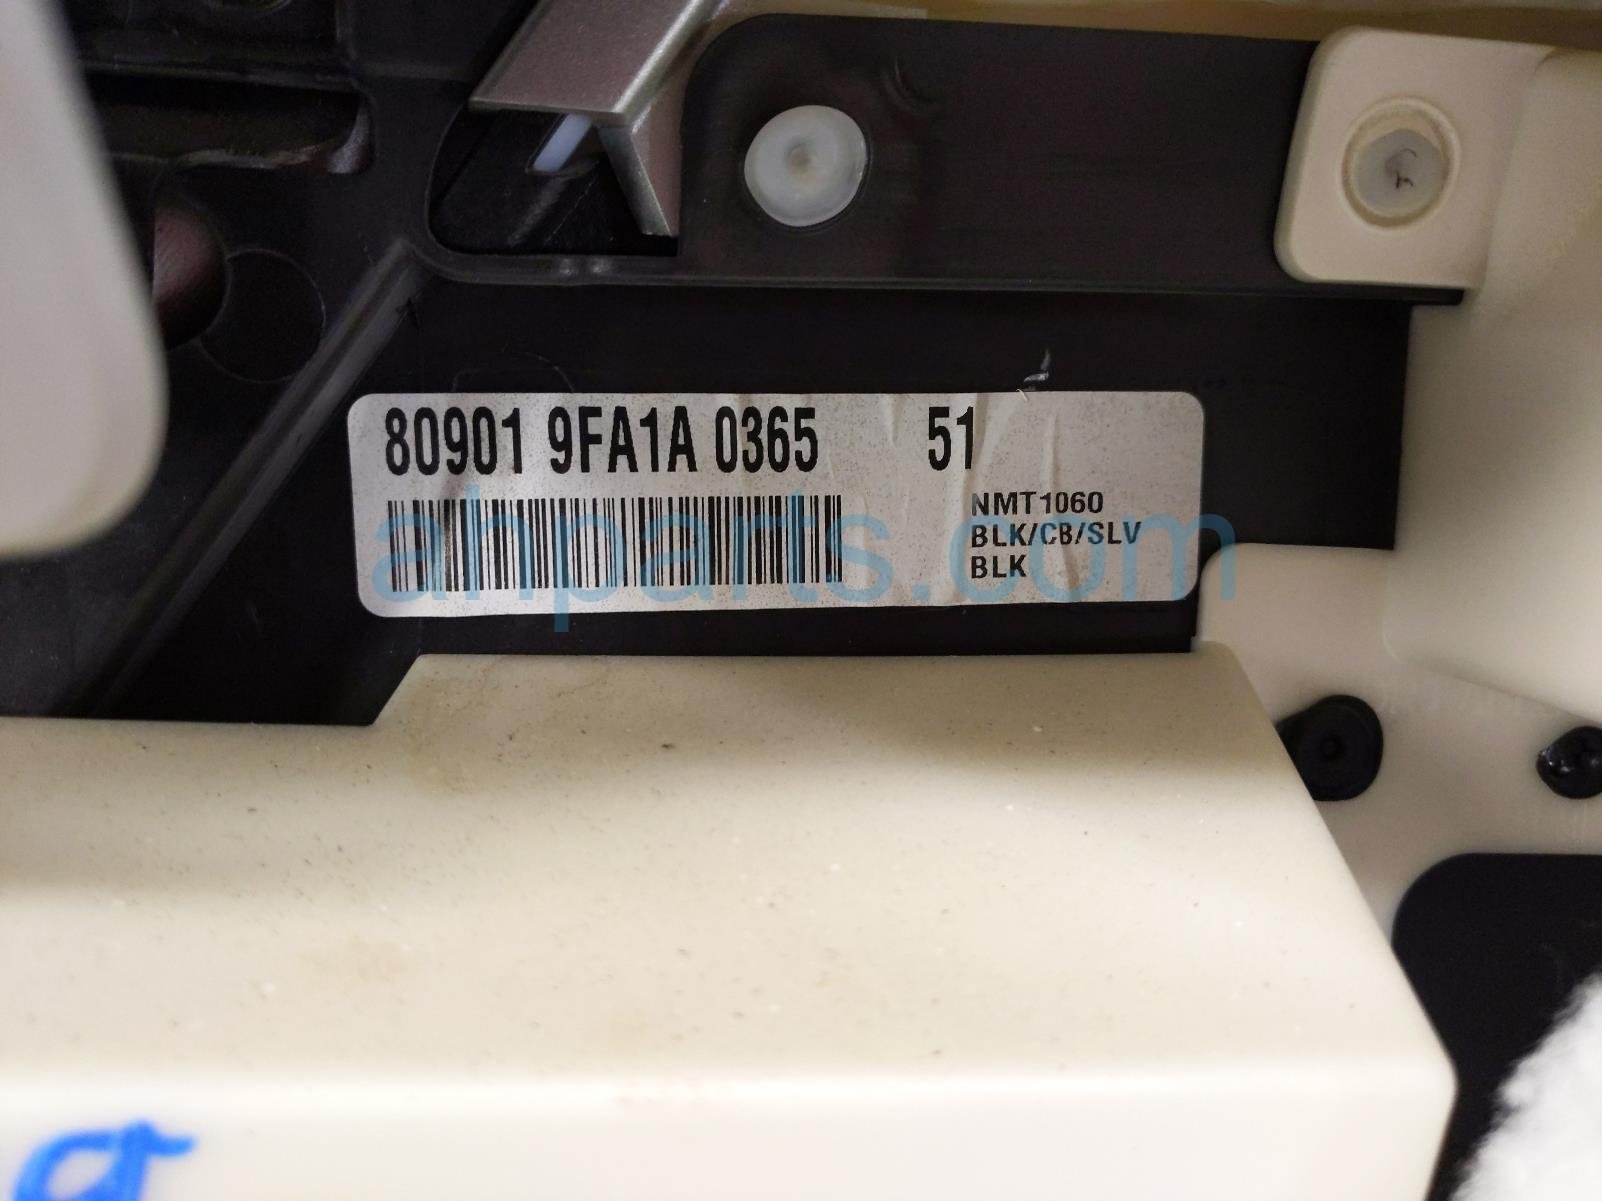 80901 9FA1A 0365 51
NMT1060
BLK/CB/SLV
BLK
ahparts.com